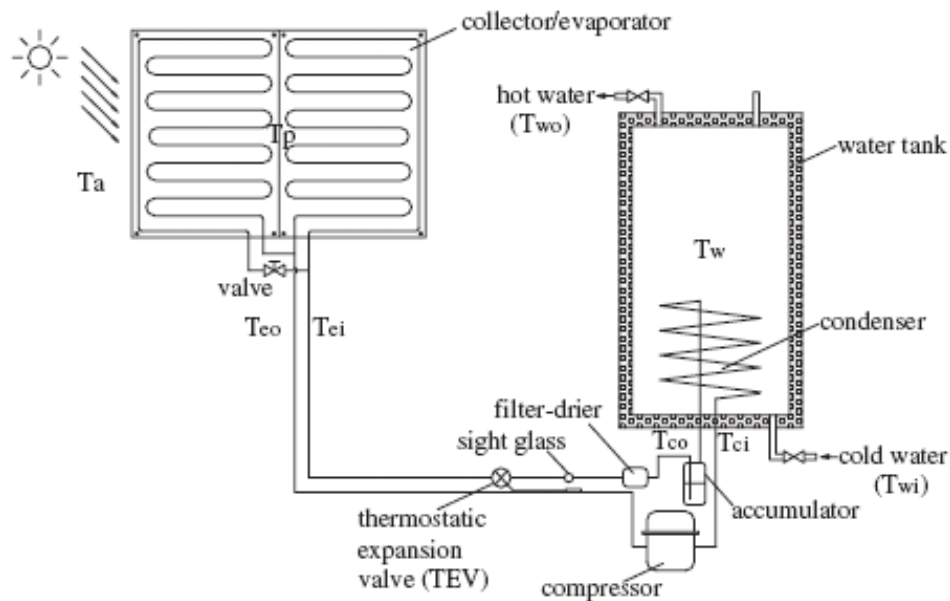 collector/evaporator
hot water
(Two)
water tank
Tp
Ta
Tw
valve
Teo
Tei
condenser
filter-drier
sight glass
Tco
Tci
cold water
(Twi)
accumulator
thermostatic
expansion
valve (TEV)
compressor